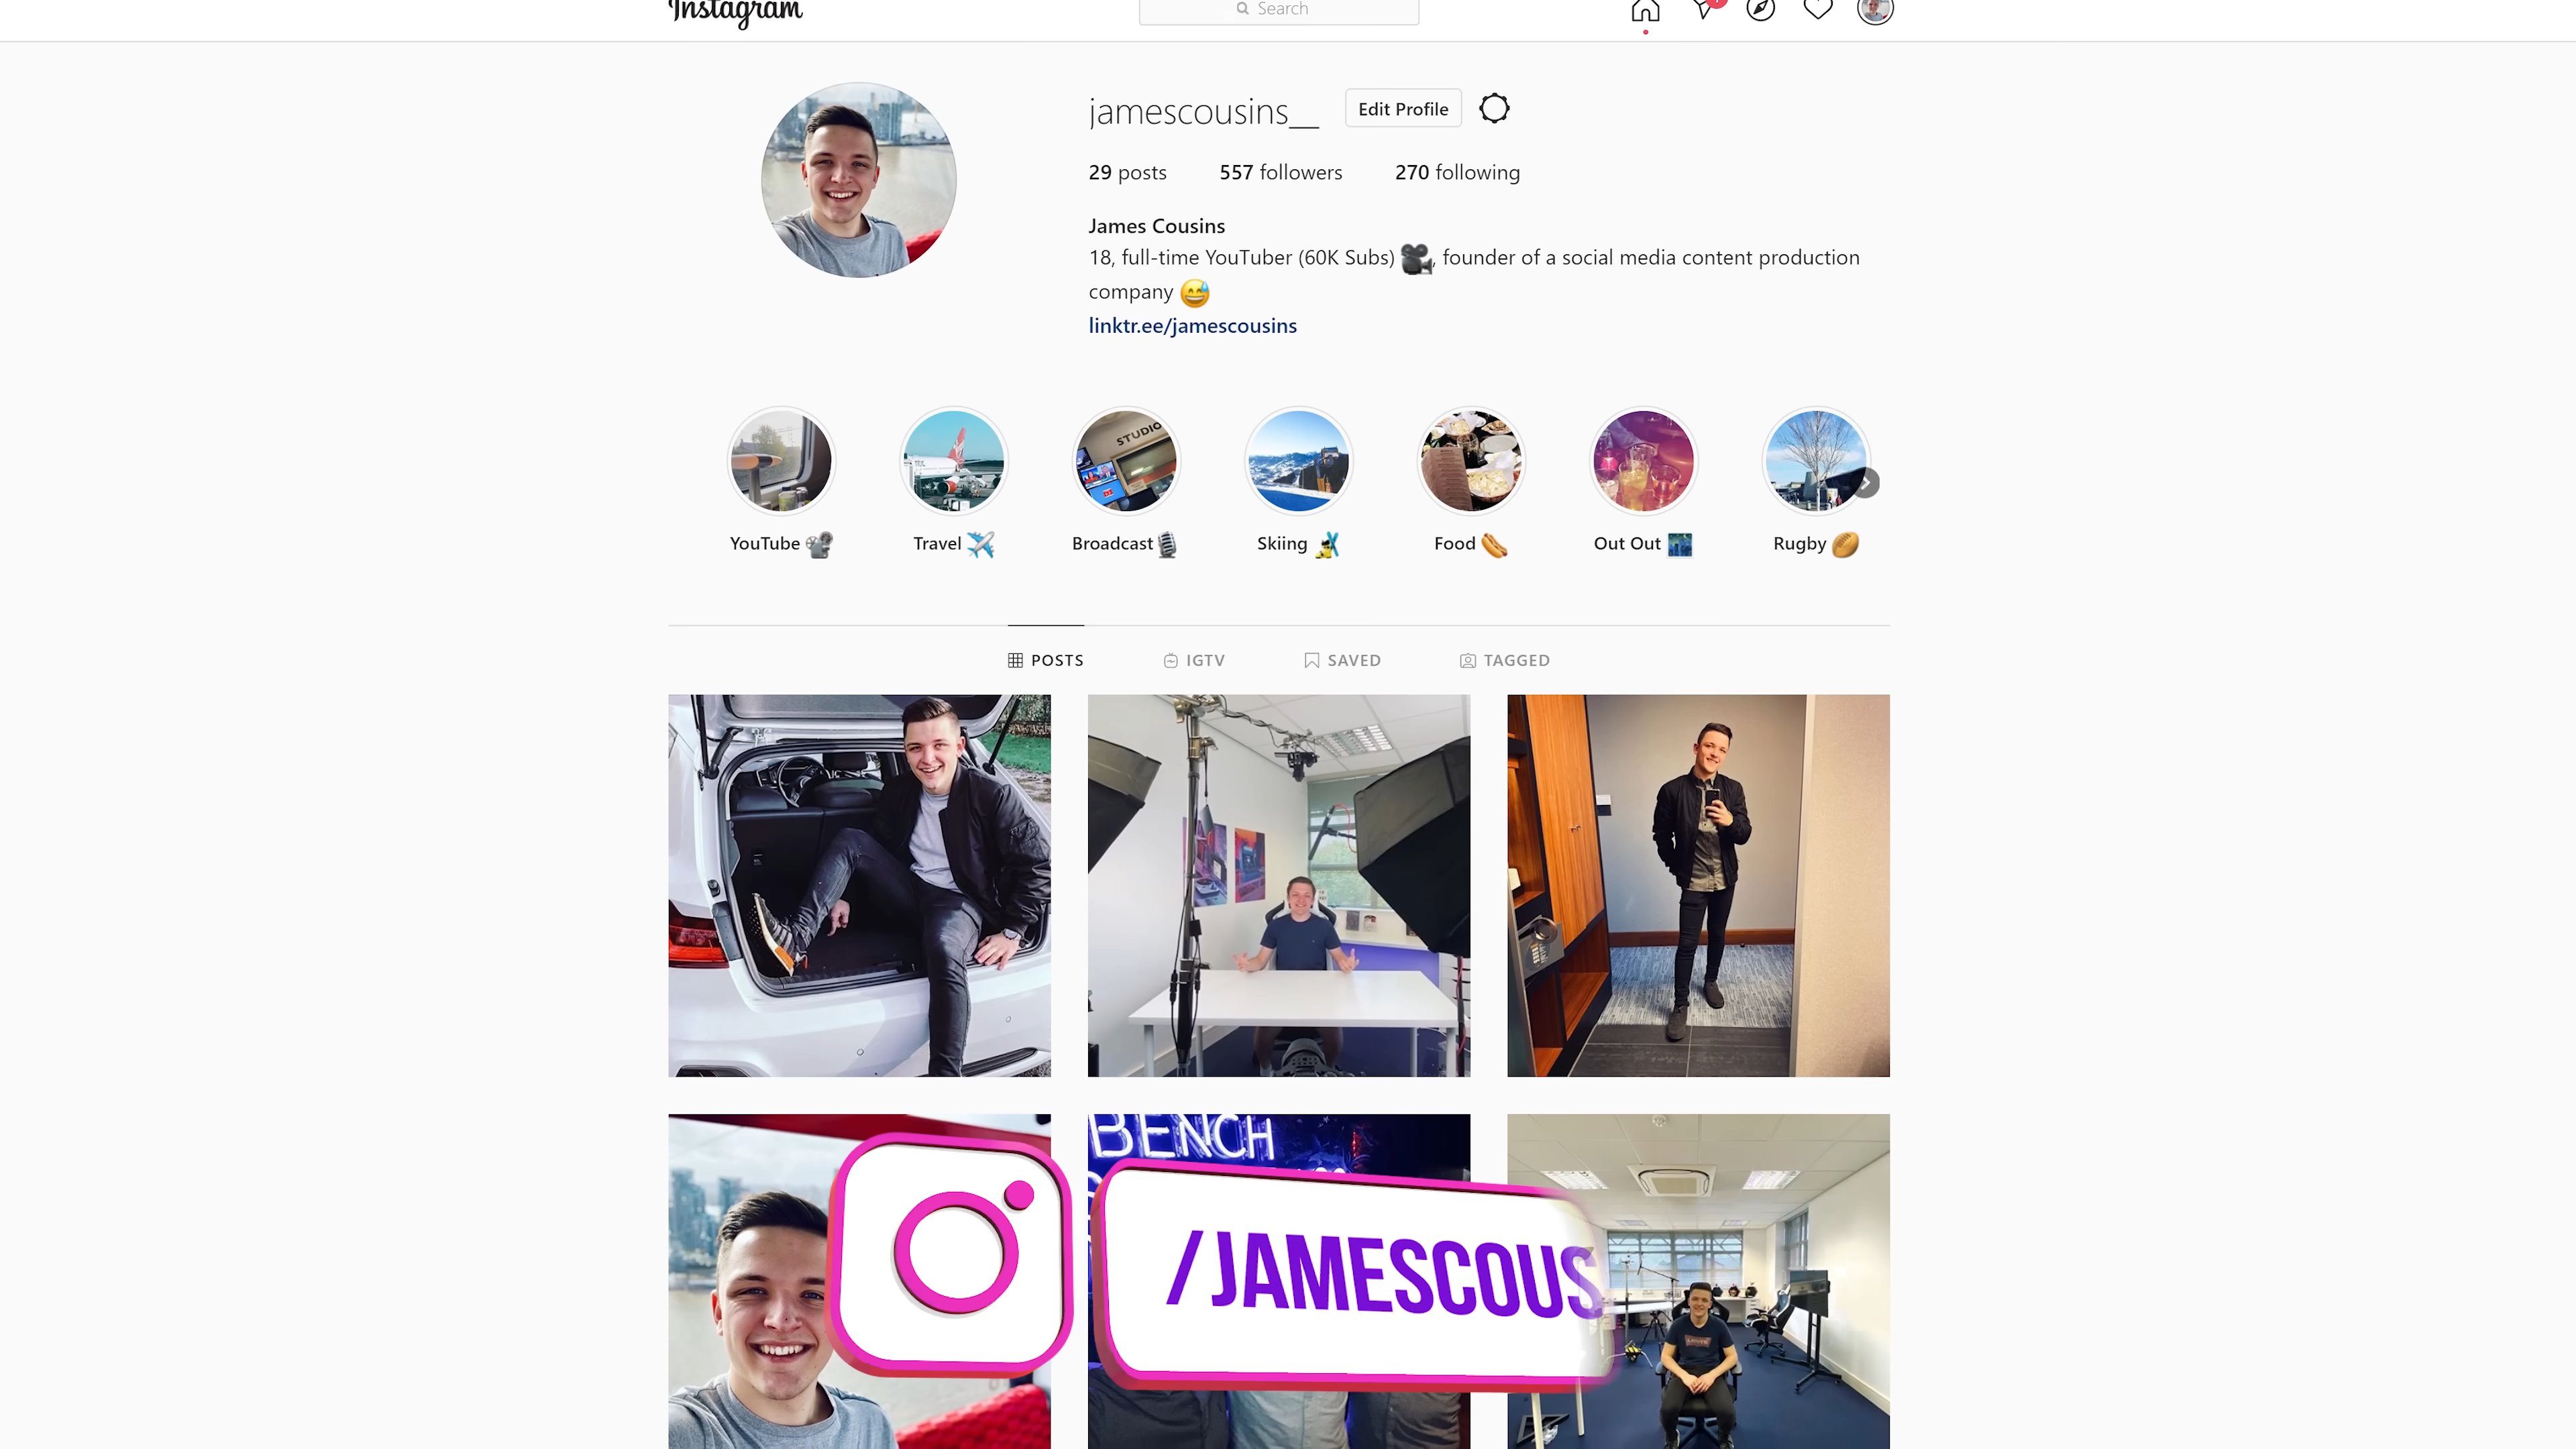 Instagram
Search
jamescousins__
Edit Profile
29 posts 557 followers 270 following
James Cousins
18, full-time YouTuber (60K Subs) 🎥, founder of a social media content production
company 😅
linktr.ee/jamescousins
STUDIO
YouTube 📽 Travel ✈️ Broadcast🎙 Skiing ⛷ Food 🌭 Out Out 🌃 Rugby 🏉
POSTS IGTV SAVED TAGGED
BENCH
/JAMESCOUS